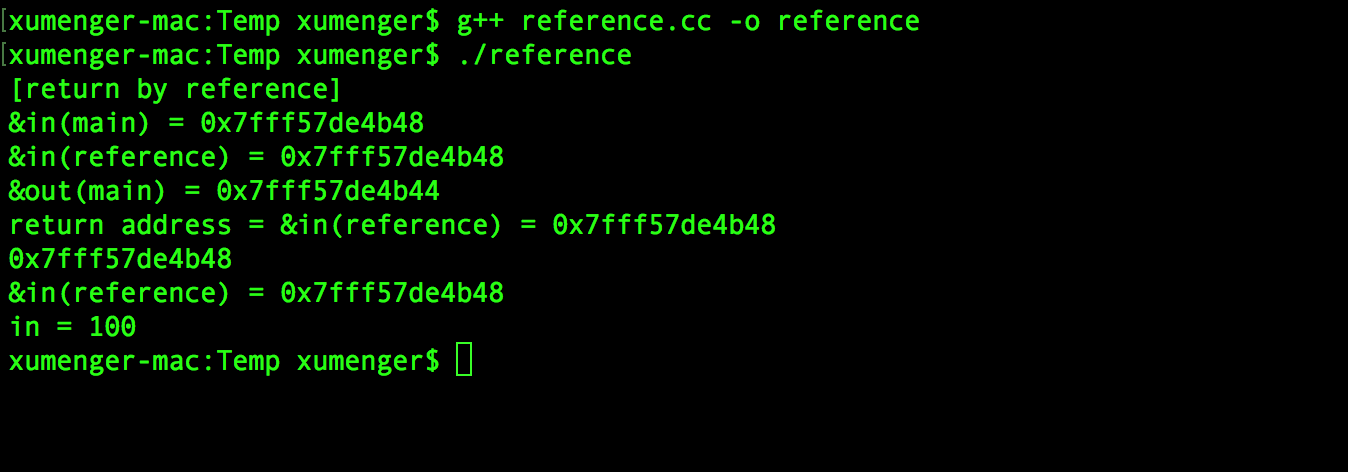 [xumenger-mac:Temp xumenger$ g++ reference.cc -o reference
[xumenger-mac:Temp xumenger$ ./reference
[return by reference]
&in(main) = 0x7fff57de4b48
&in(reference) = 0x7fff57de4b48
&out(main) = 0x7fff57de4b44
return address = &in(reference) = 0x7fff57de4b48
0x7fff57de4b48
&in(reference) = 0x7fff57de4b48
in = 100
xumenger-mac:Temp xumenger$